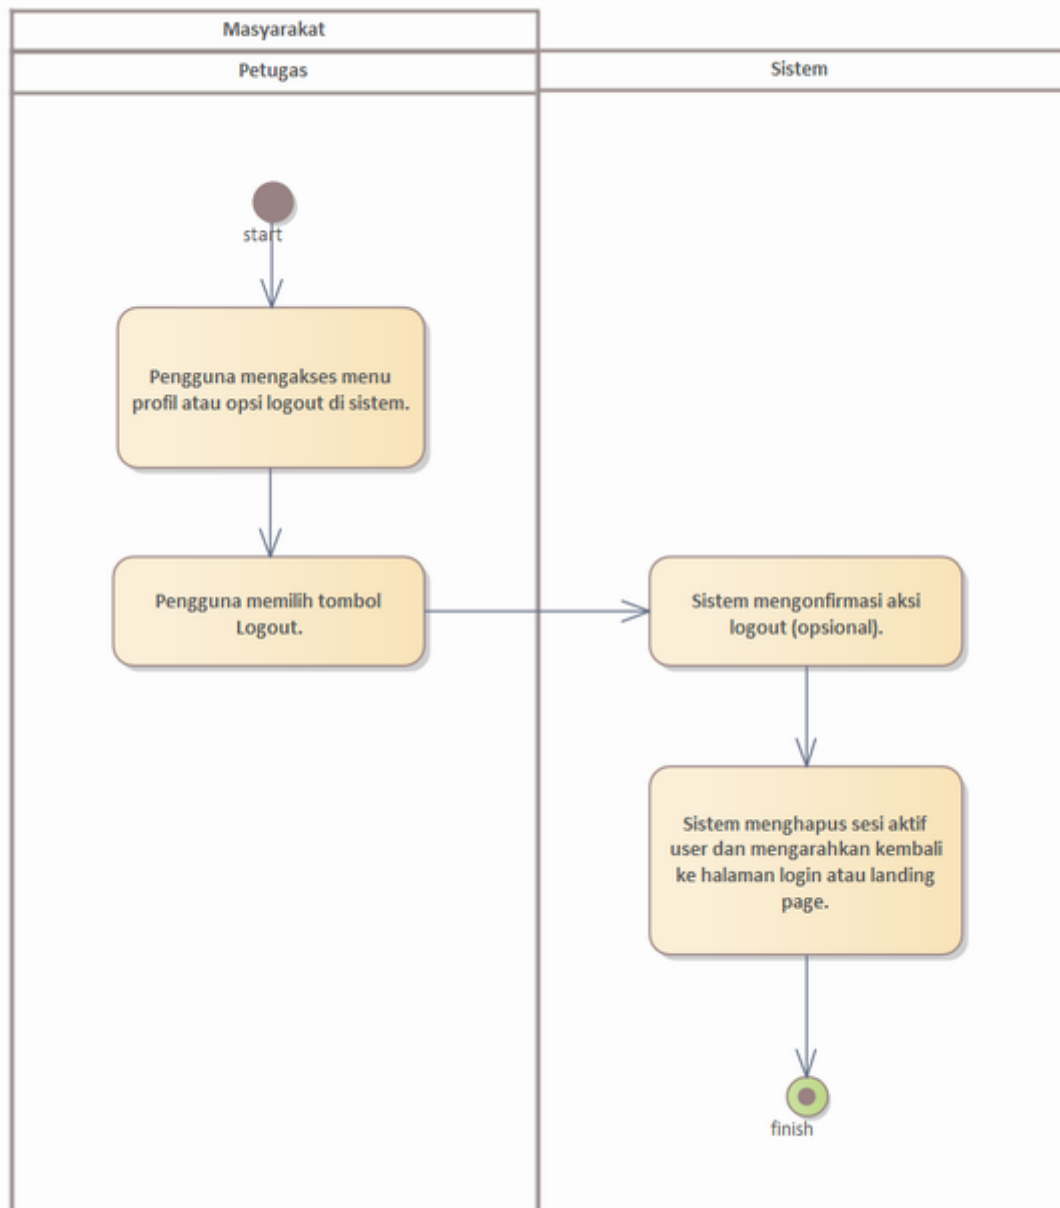 Masyarakat
Petugas
Sistem
start
Pengguna mengakses menu
profil atau opsi logout di sistem.
Pengguna memilih tombol
Logout.
Sistem mengonfirmasi aksi
logout (opsional).
Sistem menghapus sesi aktif
user dan mengarahkan kembali
ke halaman login atau landing
page.
finish